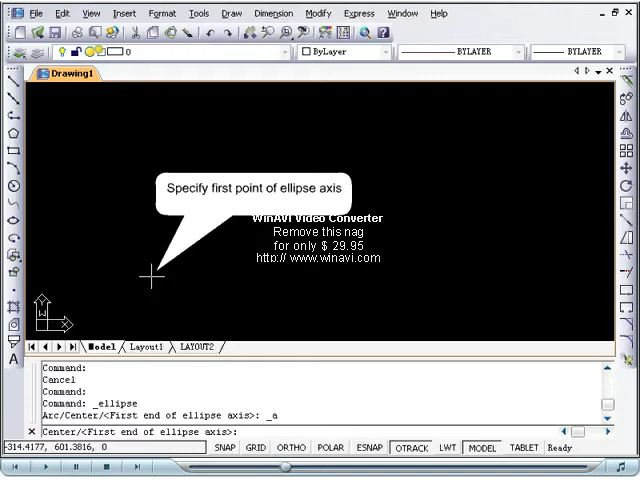 File Edit View Insert Format Tools Draw Dimension Modify Express Window Help
0 ByLayer BYLAYER BYLAYER
Drawing1
Specify first point of ellipse axis
WinAVI Video Converter
Remove this nag
for only $ 29.95
http:// www.winavi.com
W
X
Model Layout1 LAYOUT2
Command:
Cancel
Command:
Command: _ellipse
Arc/Center/<First end of ellipse axis>: _a
Center/<First end of ellipse axis>:
-314.4177, 601.3816, 0 SNAP GRID ORTHO POLAR ESNAP OTRACK LWT MODEL TABLET Ready